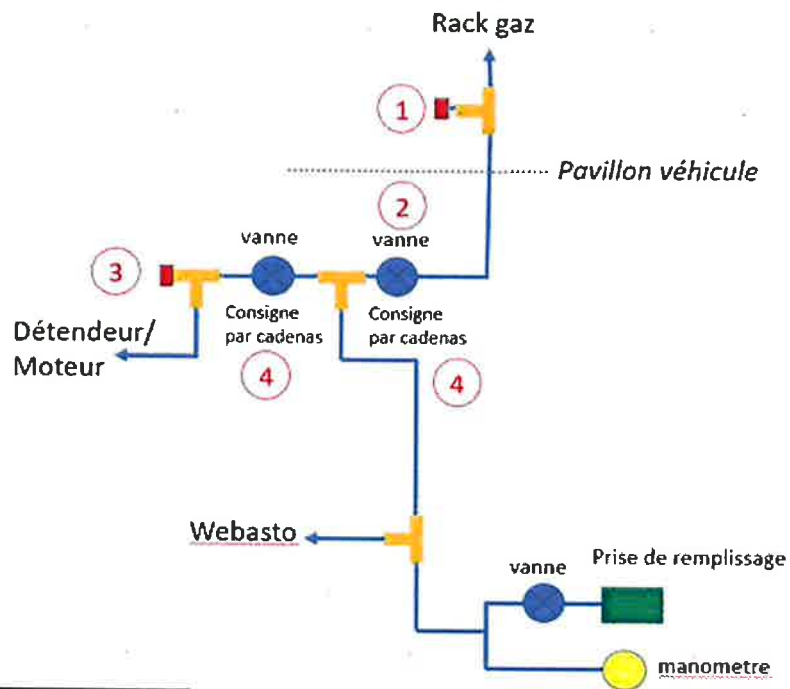 Rack gaz
1
Pavillon véhicule
2
vanne
vanne
3
Consigne
par cadenas
Consigne
par cadenas
Détendeur/
Moteur
4
4
Webasto
vanne
Prise de remplissage
manometre